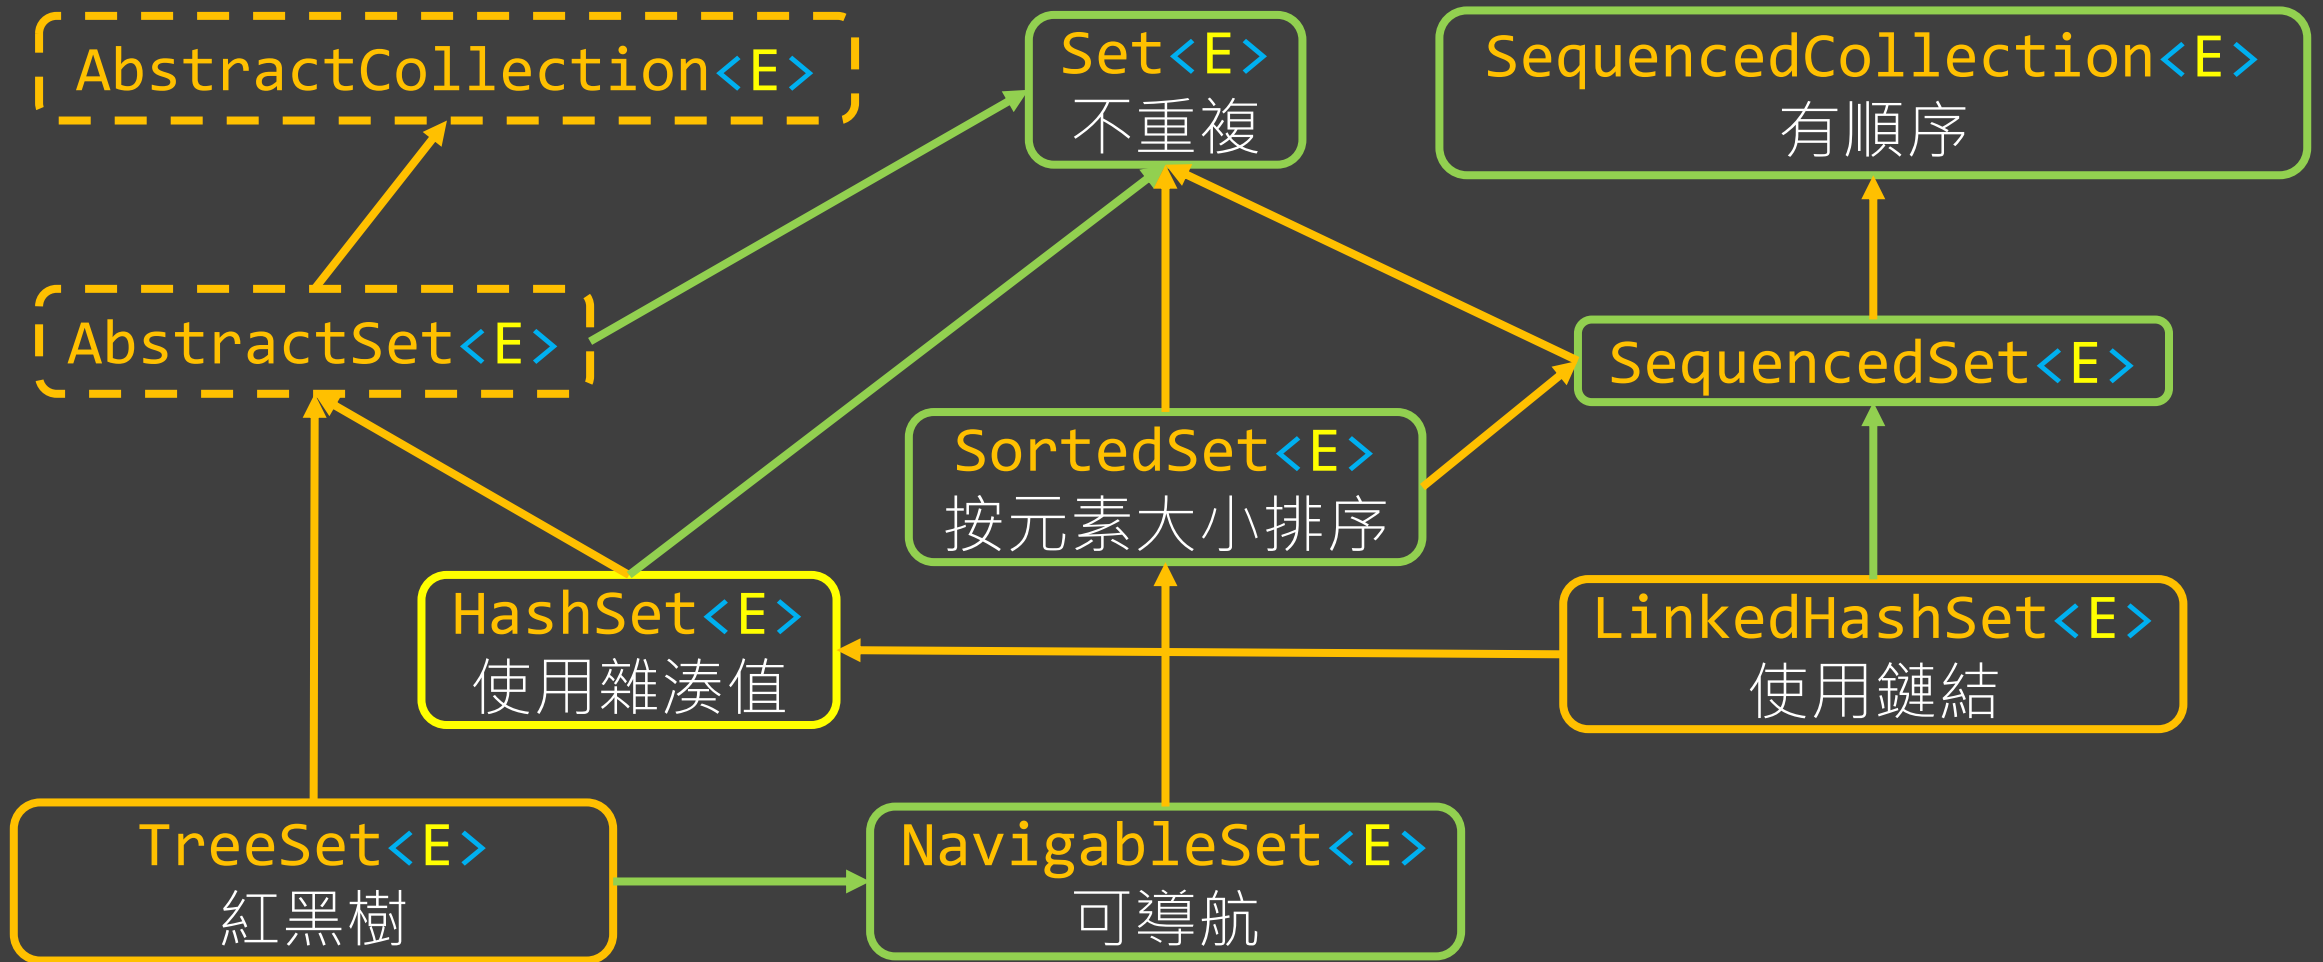 AbstractCollection<E>
Set<E>
不重複
SequencedCollection<E>
有順序
AbstractSet<E>
SequencedSet<E>
SortedSet<E>
按元素大小排序
HashSet<E>
使用雜湊值
LinkedHashSet<E>
使用鏈結
TreeSet<E>
紅黑樹
NavigableSet<E>
可導航